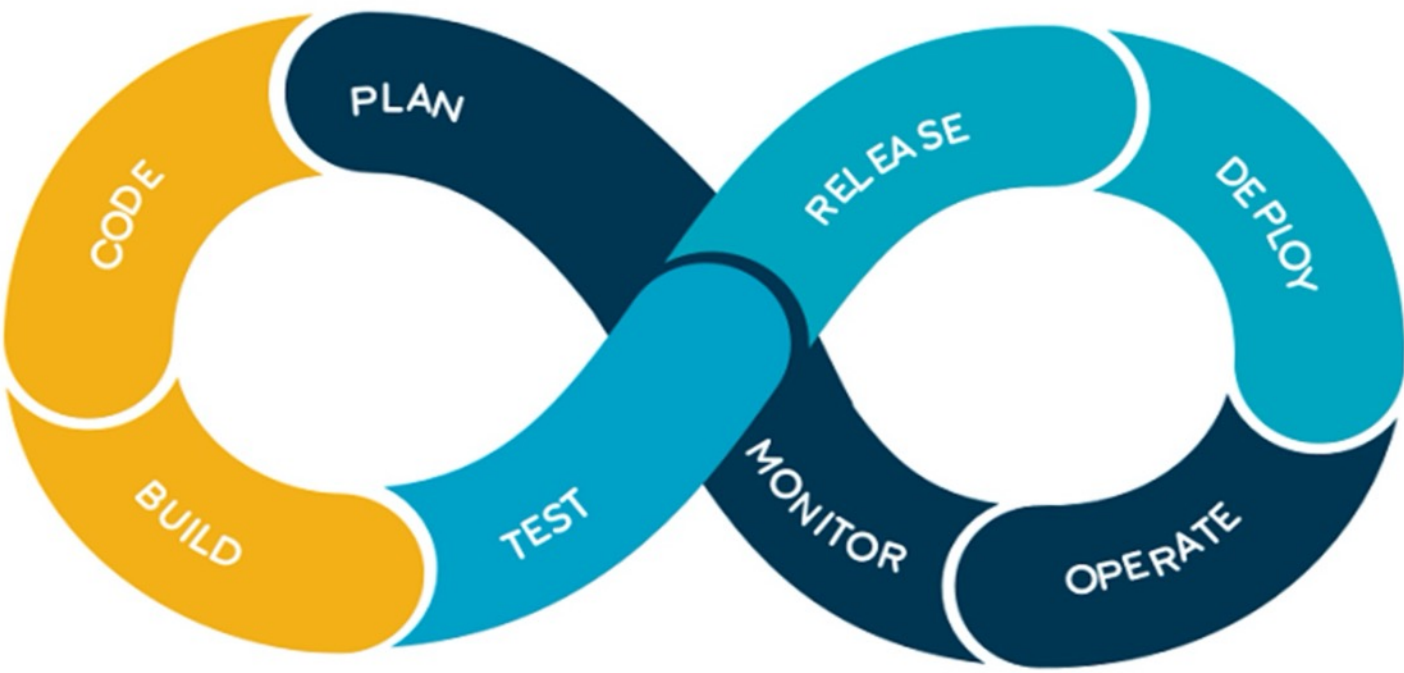 PLAN
CODE
BUILD
TEST
RELEASE
DEPLOY
OPERATE
MONITOR